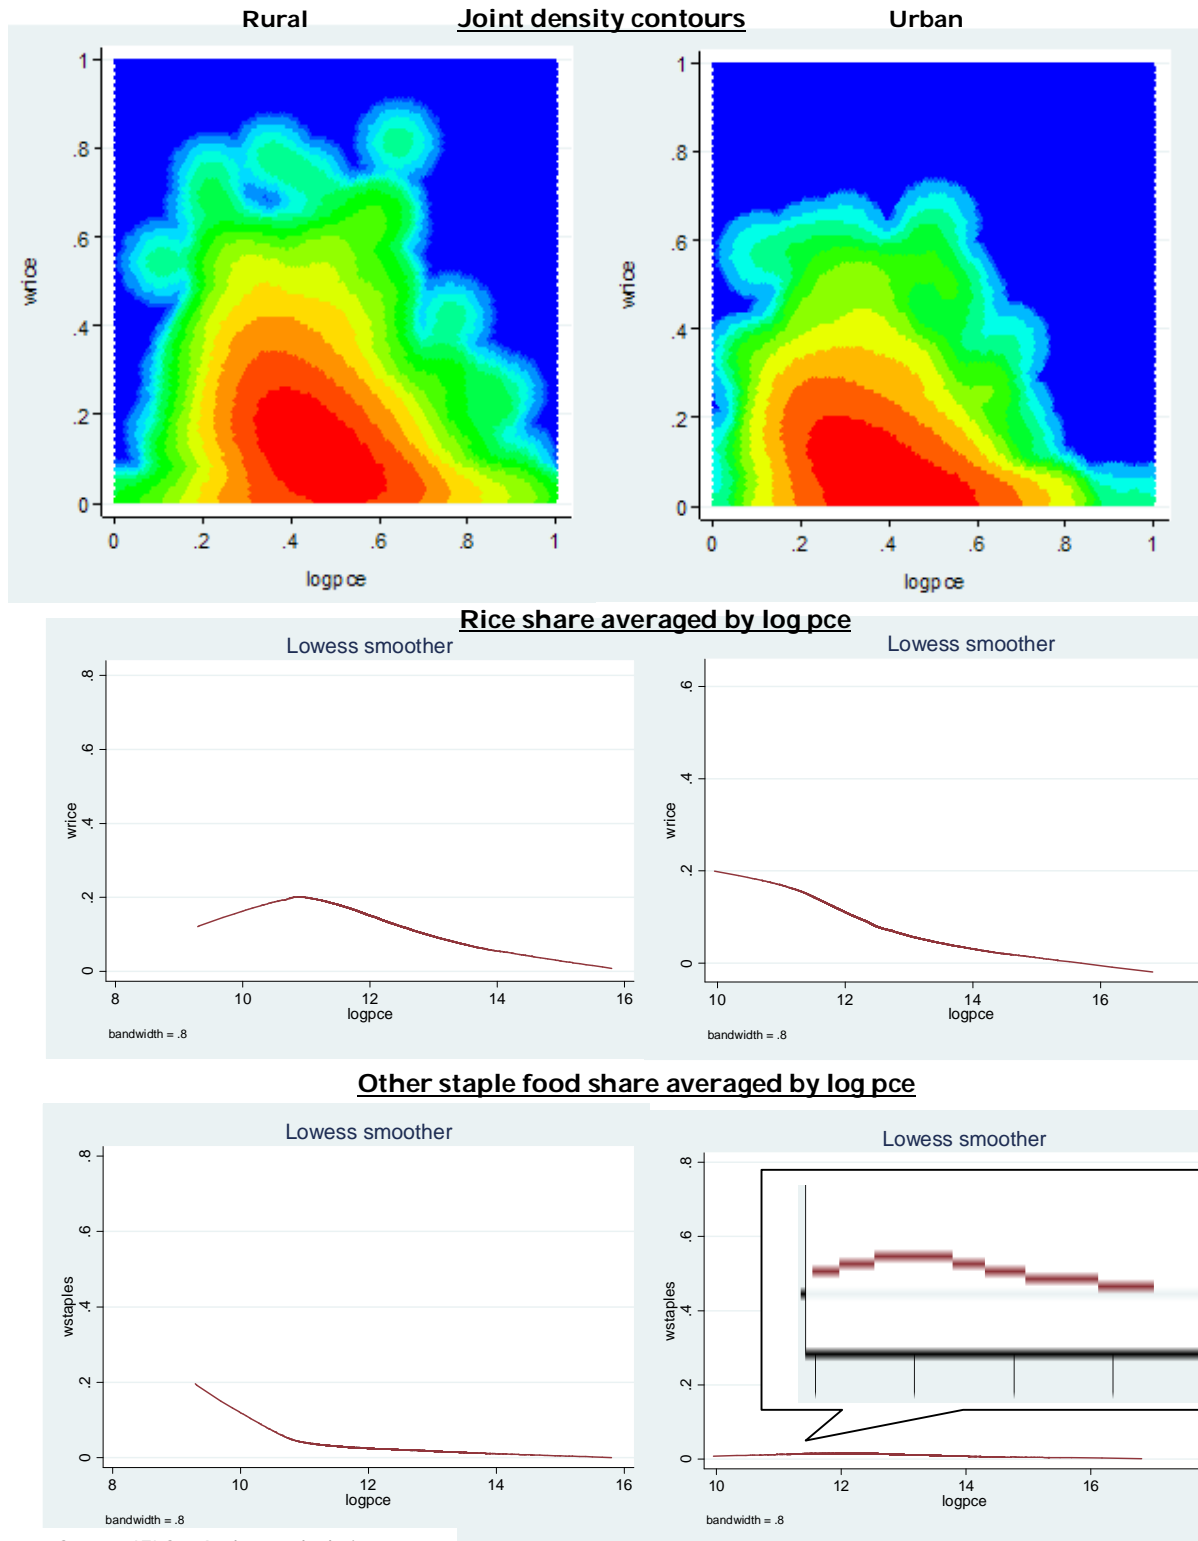 Rural Joint density contours Urban
1
.8
.6
.4
.2
0
wrice
0 .2 .4 .6 .8 1
logpce
1
.8
.6
.4
.2
0
wrice
0 .2 .4 .6 .8 1
logpce
Rice share averaged by log pce
Lowess smoother
.8
.6
.4
.2
0
wrice
8 10 12 14 16
logpce
bandwidth = .8
Lowess smoother
.6
.4
.2
0
wrice
10 12 14 16
logpce
bandwidth = .8
Other staple food share averaged by log pce
Lowess smoother
.8
.6
.4
.2
0
wstaples
8 10 12 14 16
logpce
bandwidth = .8
Lowess smoother
.8
.6
.4
.2
0
wstaples
10 12 14 16
logpce
bandwidth = .8